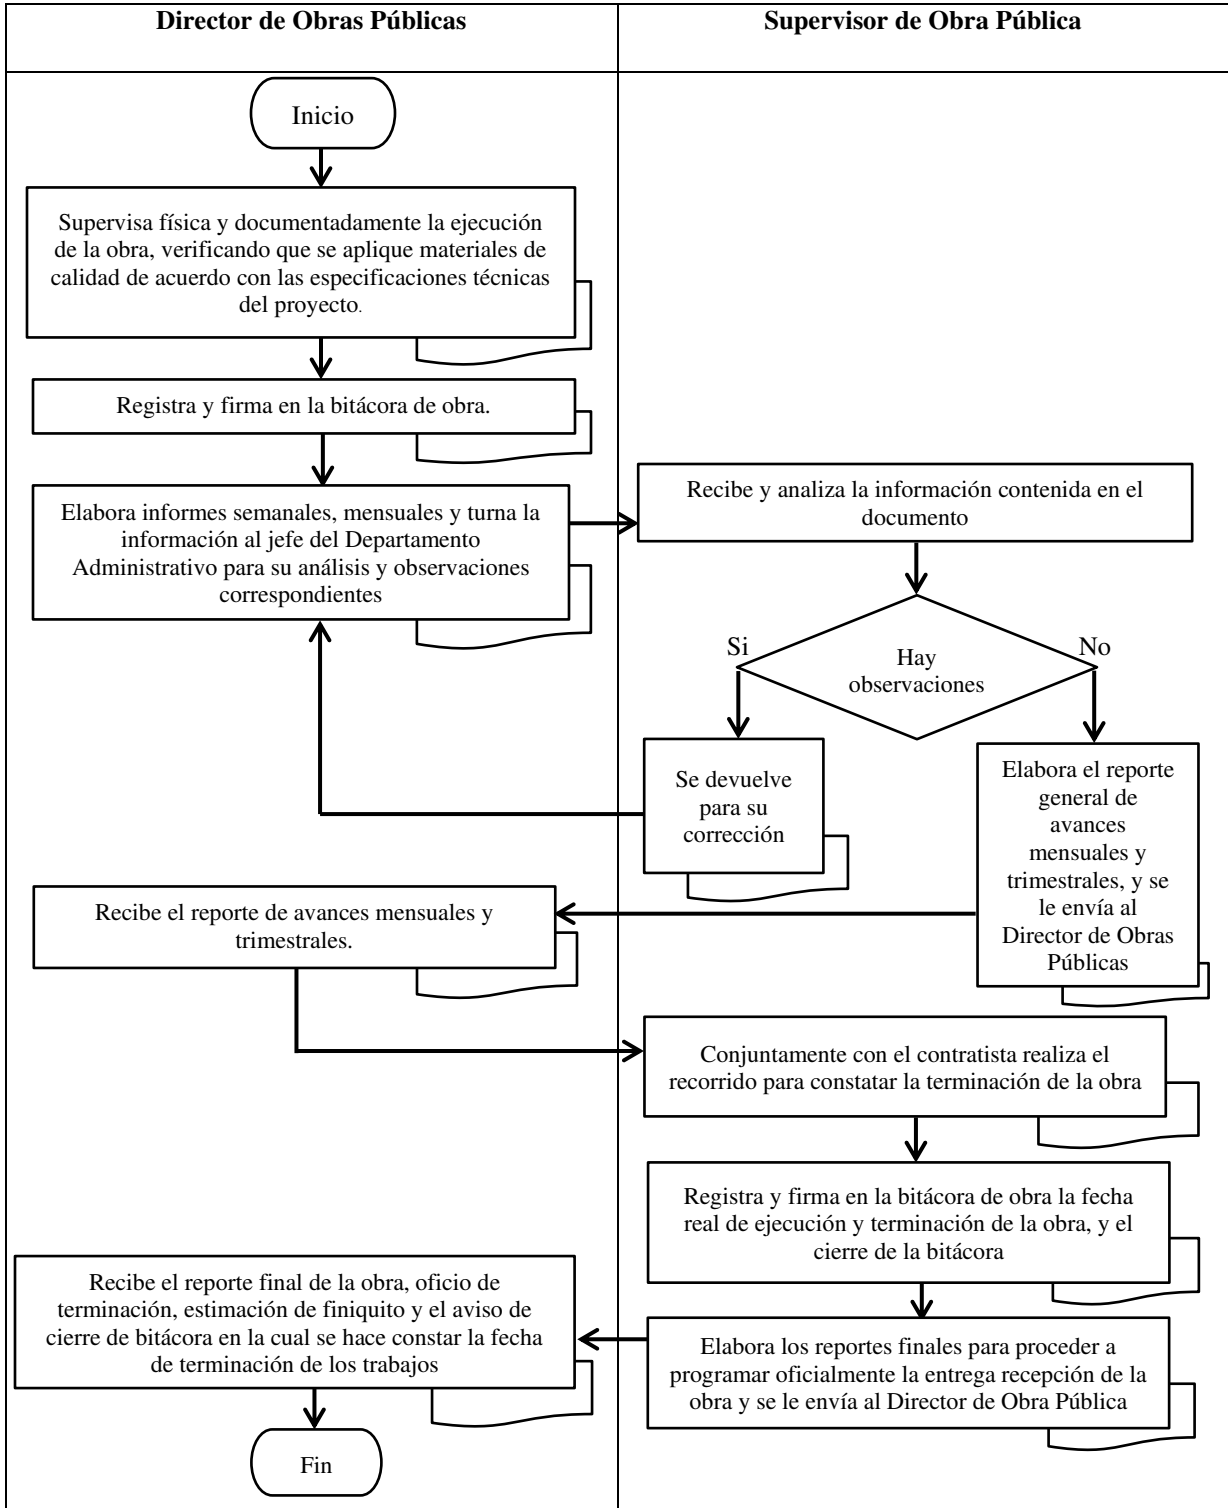 Director de Obras Públicas
Supervisor de Obra Pública
Inicio
Supervisa física y documentadamente la ejecución
de la obra, verificando que se aplique materiales de
calidad de acuerdo con las especificaciones técnicas
del proyecto.
Registra y firma en la bitácora de obra.
Elabora informes semanales, mensuales y turna la
información al jefe del Departamento
Administrativo para su análisis y observaciones
correspondientes
Recibe y analiza la información contenida en el
documento
Hay
observaciones
Si
No
Se devuelve
para su
corrección
Elabora el reporte
general de
avances
mensuales y
trimestrales, y se
le envía al
Director de Obras
Públicas
Recibe el reporte de avances mensuales y
trimestrales.
Conjuntamente con el contratista realiza el
recorrido para constatar la terminación de la obra
Registra y firma en la bitácora de obra la fecha
real de ejecución y terminación de la obra, y el
cierre de la bitácora
Elabora los reportes finales para proceder a
programar oficialmente la entrega recepción de la
obra y se le envía al Director de Obra Pública
Recibe el reporte final de la obra, oficio de
terminación, estimación de finiquito y el aviso de
cierre de bitácora en la cual se hace constar la fecha
de terminación de los trabajos
Fin